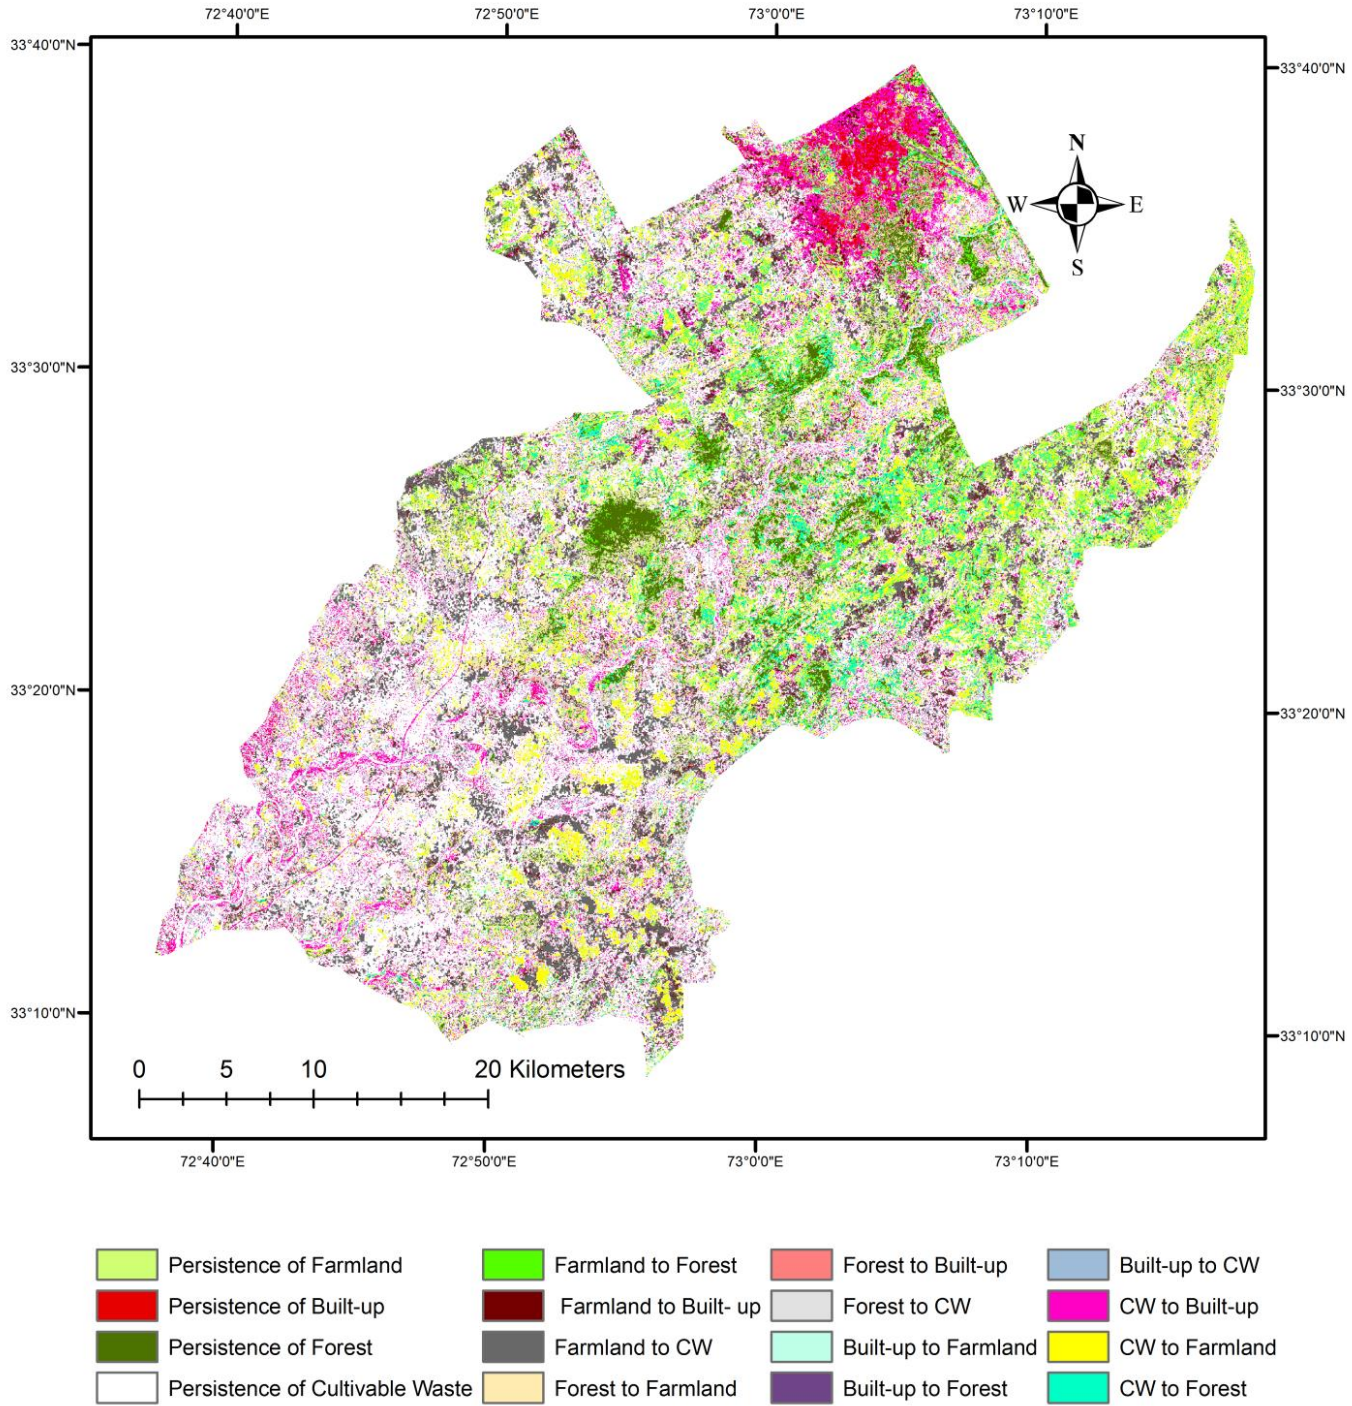 72°40'0"E 72°50'0"E 73°0'0"E 73°10'0"E
33°40'0"N 33°40'0"N
N
W E
S
33°30'0"N 33°30'0"N
33°20'0"N 33°20'0"N
33°10'0"N 33°10'0"N
0 5 10 20 Kilometers
72°40'0"E 72°50'0"E 73°0'0"E 73°10'0"E
Persistence of Farmland Farmland to Forest Forest to Built-up Built-up to CW
Persistence of Built-up Farmland to Built- up Forest to CW CW to Built-up
Persistence of Forest Farmland to CW Built-up to Farmland CW to Farmland
Persistence of Cultivable Waste Forest to Farmland Built-up to Forest CW to Forest